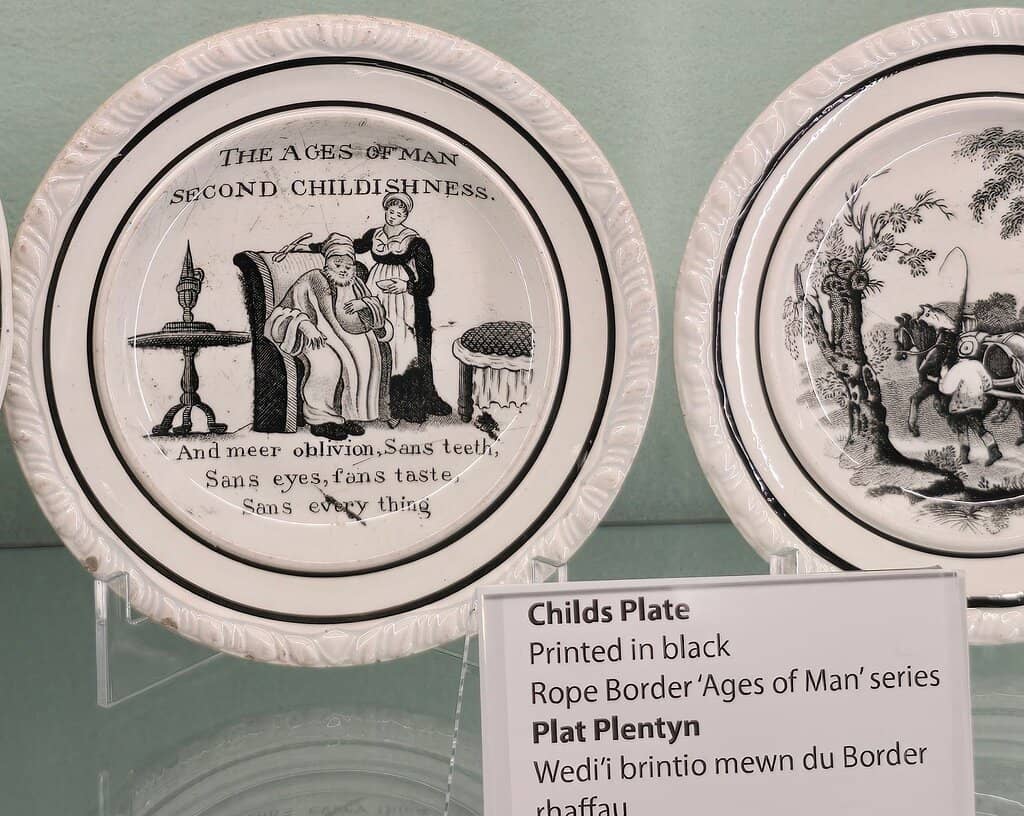 THE AGES OF MAN
SECOND CHILDISHNESS.
And meer oblivion, Sans teeth,
Sans eyes, fans taste,
Sans every thing
Childs Plate
Printed in black
Rope Border ‘Ages of Man’ series
Plat Plentyn
Wedi’i brintio mewn du Border
rhaffau